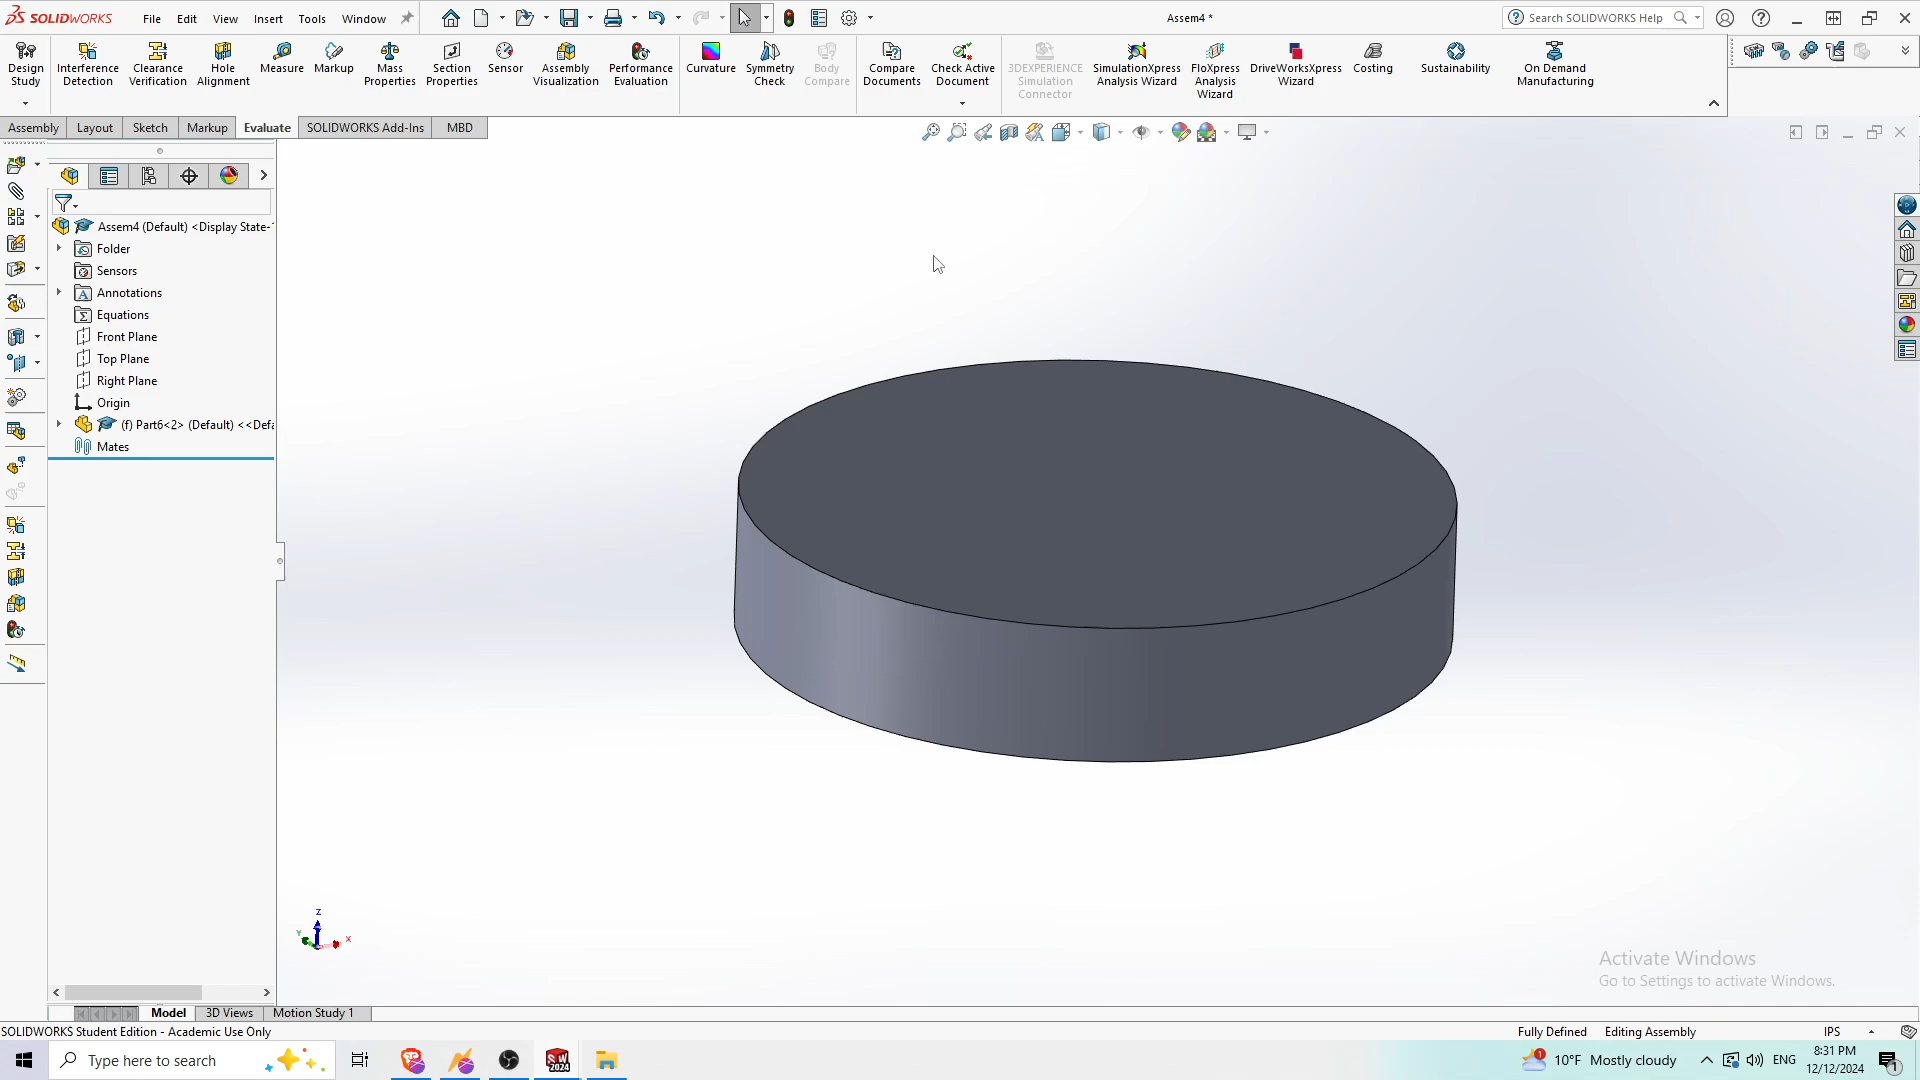 SOLIDWORKS
File
Edit
View
Insert
Tools
Window
Assem4 *
Search SOLIDWORKS Help
Design
Study
Interference
Detection
Clearance
Verification
Hole
Alignment
Measure
Markup
Mass
Properties
Section
Properties
Sensor
Assembly
Visualization
Performance
Evaluation
Curvature
Symmetry
Check
Body
Compare
Compare
Documents
Check Active
Document
3DEXPERIENCE
Simulation
Connector
SimulationXpress
Analysis Wizard
FloXpress
Analysis
Wizard
DriveWorksXpress
Wizard
Costing
Sustainability
On Demand
Manufacturing
Assembly
Layout
Sketch
Markup
Evaluate
SOLIDWORKS Add-Ins
MBD
Assem4 (Default) <Display State-
Folder
Sensors
Annotations
Equations
Front Plane
Top Plane
Right Plane
Origin
(f) Part6<2> (Default) <<Defa
Mates
Z
Y
X
Activate Windows
Go to Settings to activate Windows.
Model
3D Views
Motion Study 1
SOLIDWORKS Student Edition - Academic Use Only
Fully Defined
Editing Assembly
IPS
Type here to search
SW
2024
1
10°F Mostly cloudy
ENG
8:31 PM
12/12/2024
1